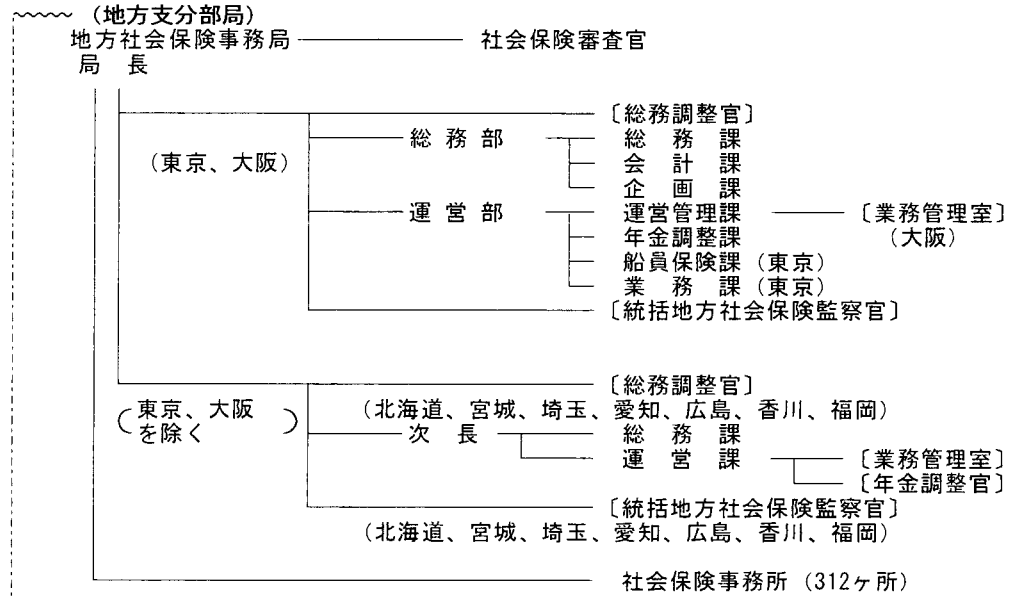 （地方支分部局）
地方社会保険事務局 社会保険審査官
局　長
〔総務調整官〕
総務部 総務課
（東京、大阪） 会計課
企画課
運営部 運営管理課 〔業務管理室〕
年金調整課 （大阪）
船員保険課（東京）
業務課（東京）
〔統括地方社会保険監察官〕
〔総務調整官〕
東京、大阪 （北海道、宮城、埼玉、愛知、広島、香川、福岡）
を除く 次長 総務課
運営課 〔業務管理室〕
〔年金調整官〕
〔統括地方社会保険監察官〕
（北海道、宮城、埼玉、愛知、広島、香川、福岡）
社会保険事務所（312ヶ所）